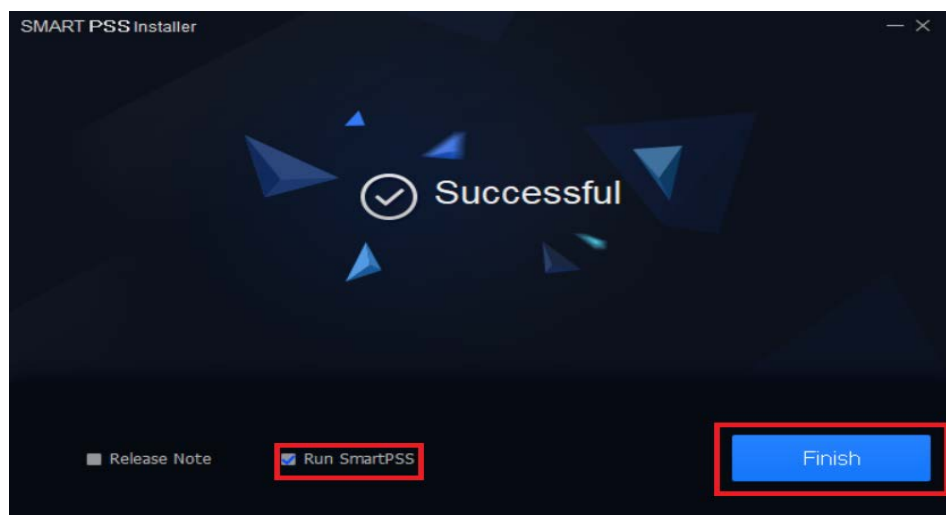 SMART PSS Installer
Successful
Release Note
Run SmartPSS
Finish